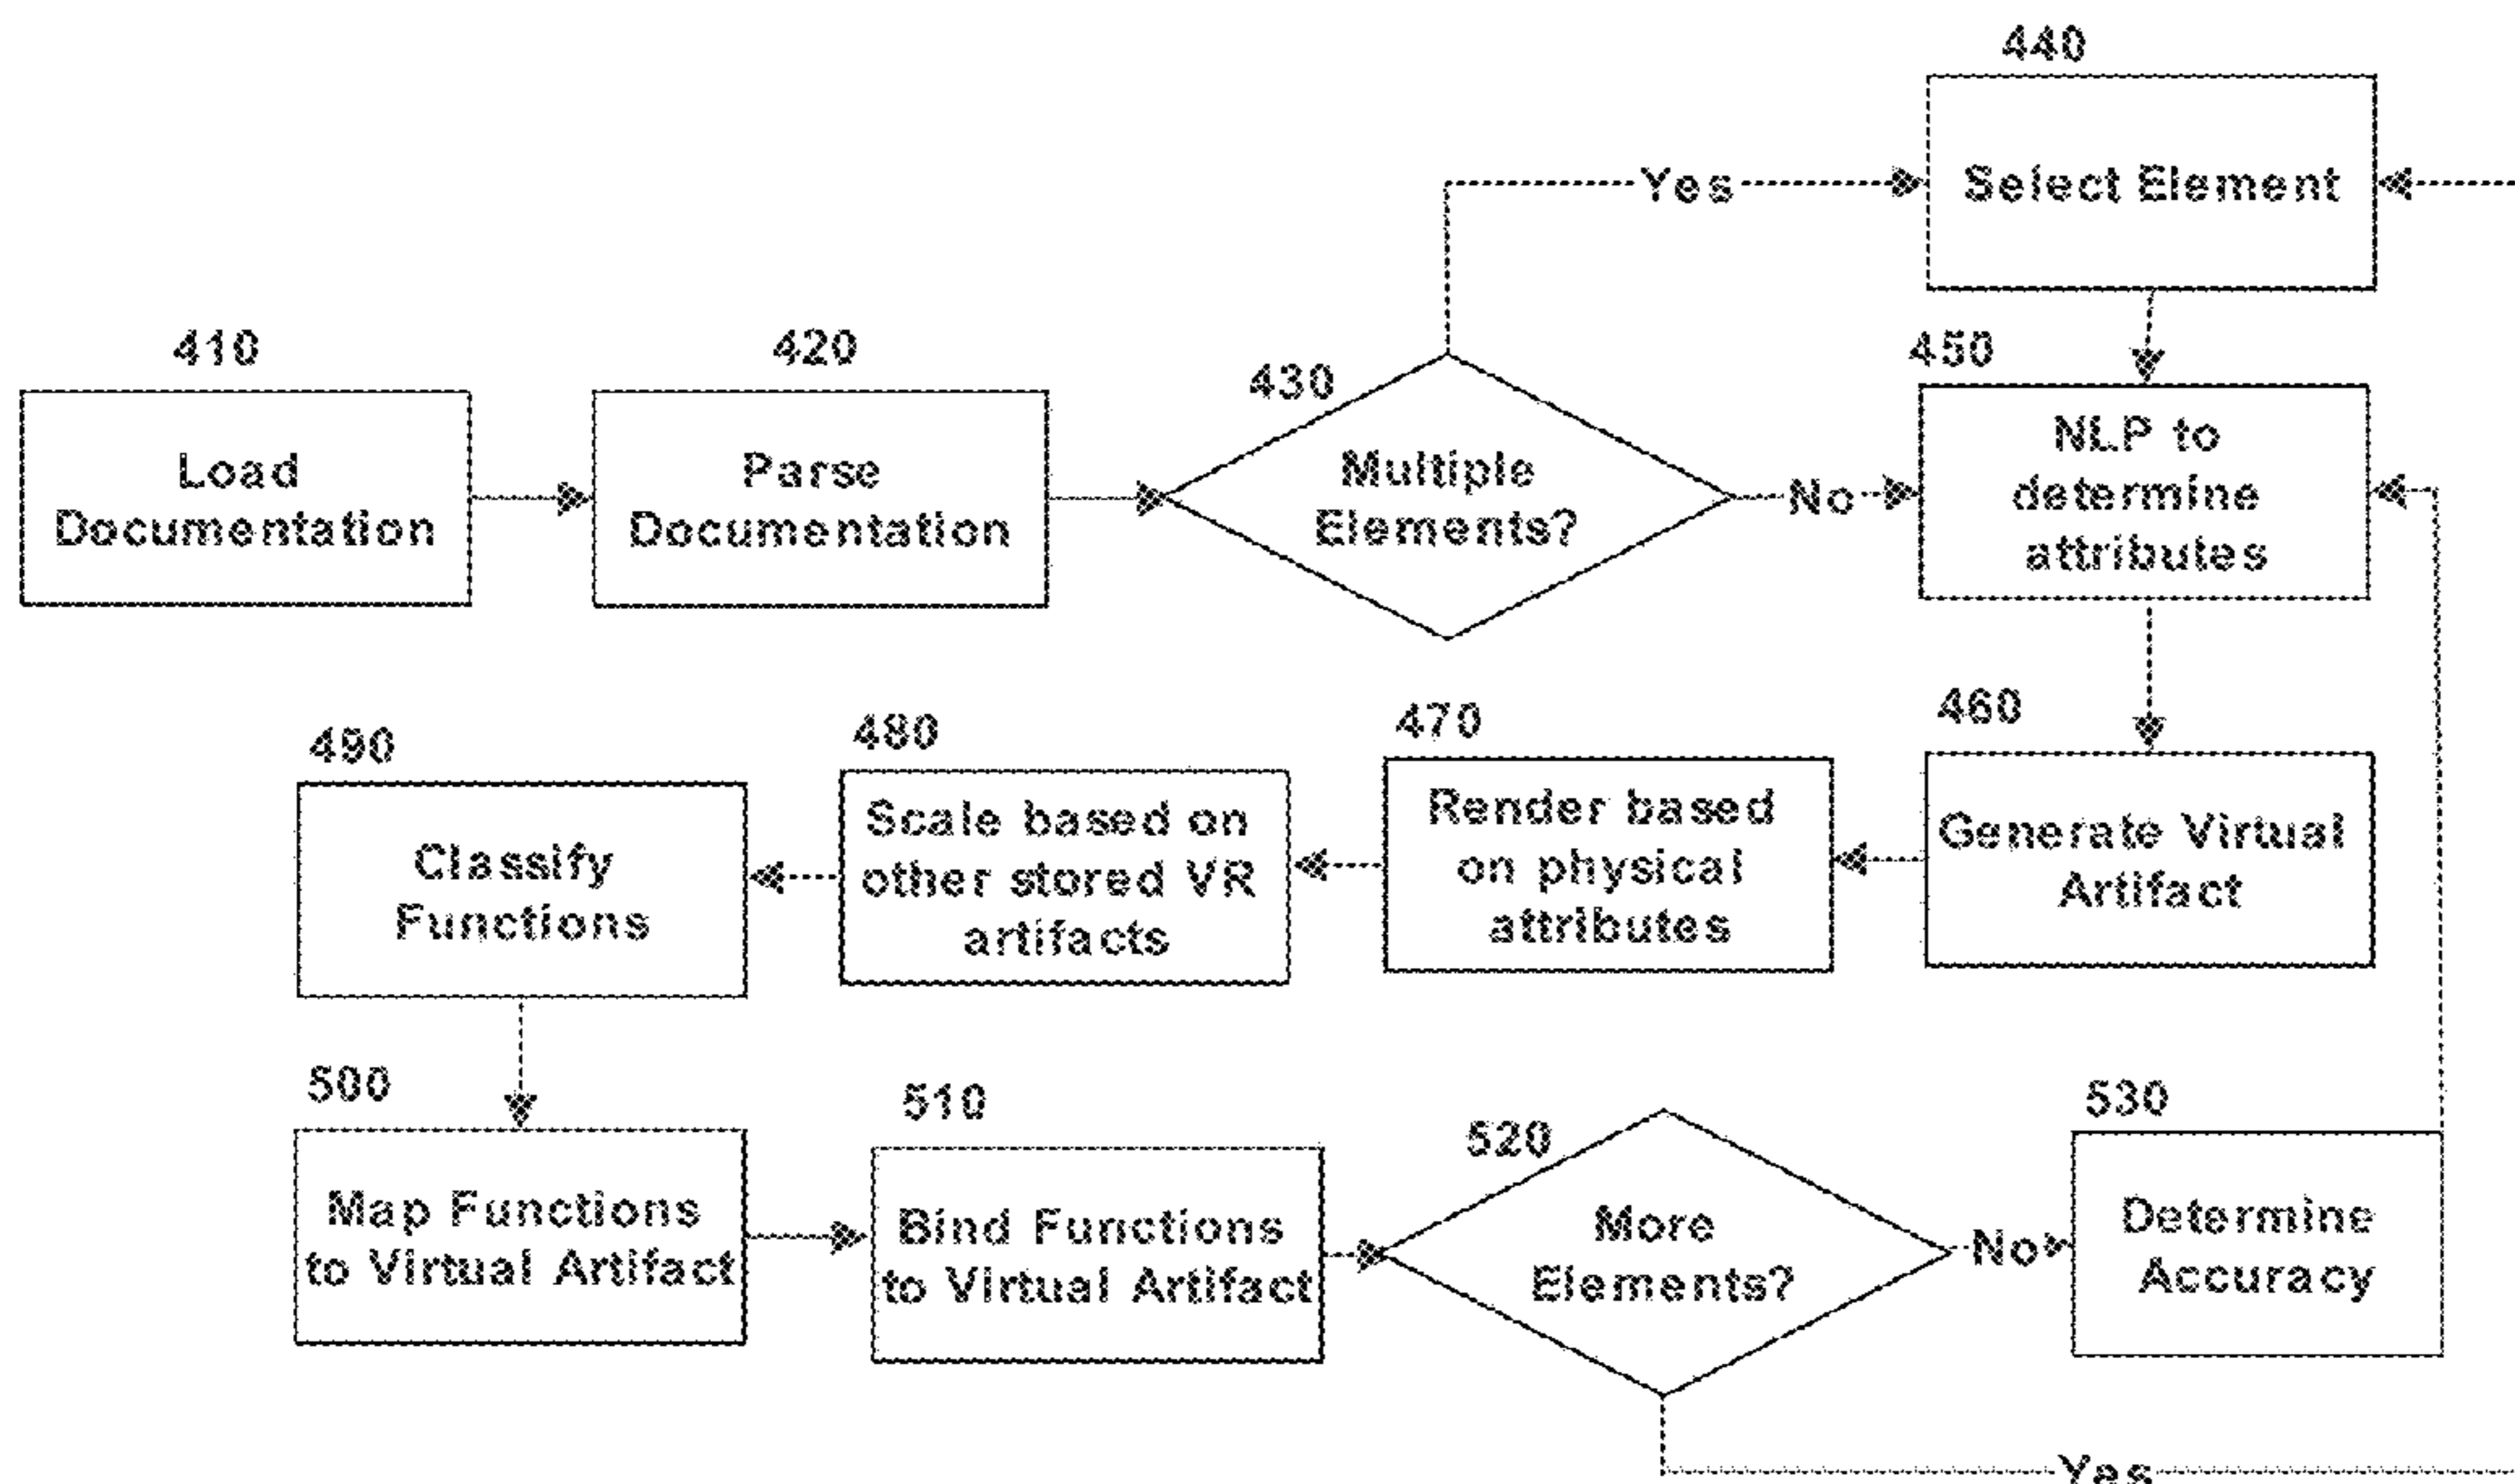 440
Select Element
Yes
410
Load
Documentation
420
Parse
Documentation
430
Multiple
Elements?
No
450
NLP to
determine
attributes
460
Generate Virtual
Artifact
470
Render based
on physical
attributes
480
Scale based on
other stored VR
artifacts
490
Classify
Functions
500
Map Functions
to Virtual Artifact
510
Bind Functions
to Virtual Artifact
520
More
Elements?
No
530
Determine
Accuracy
Yes